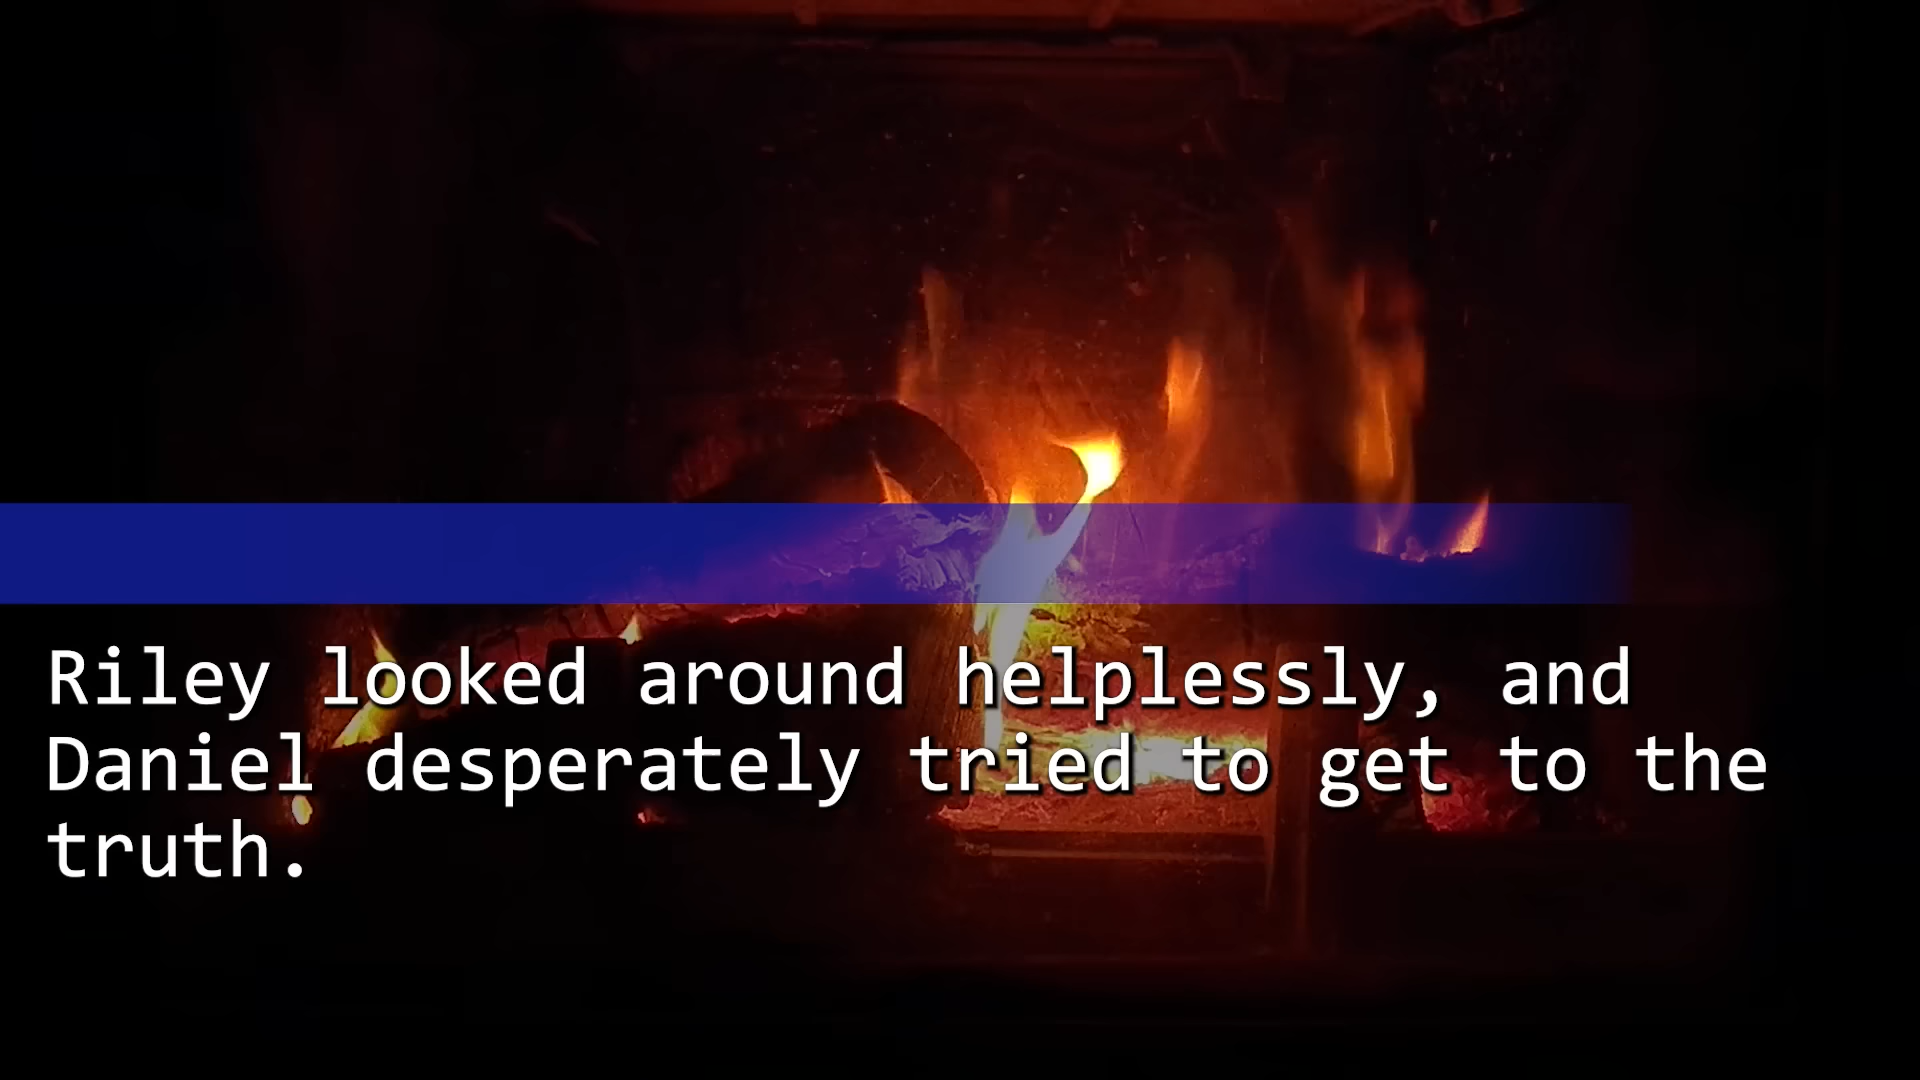 Riley looked around helplessly, and
Daniel desperately tried to get to the
truth.